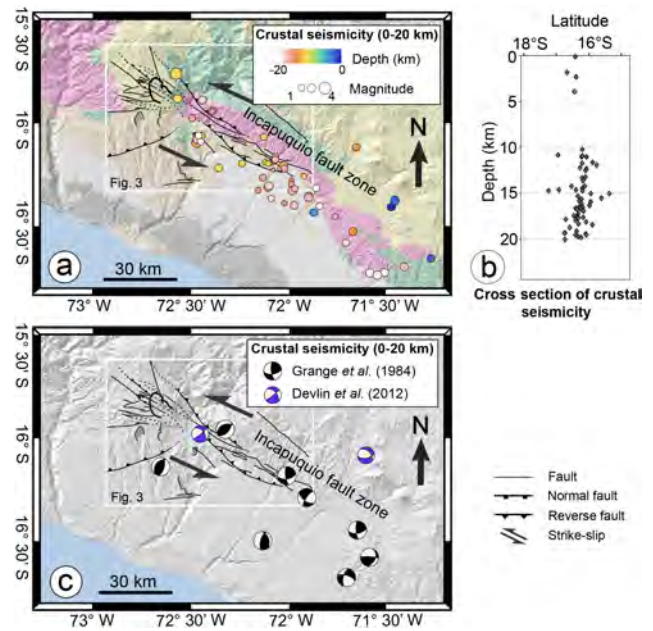 a
Crustal seismicity (0-20 km)
Depth (km)
-20 0
Magnitude
1 4
Incapuquio fault zone
N
Fig. 3
30 km
15° 30' S
16° S
16° 30' S
73° W 72° 30' W 72° W 71° 30' W
Latitude
18°S 16°S
0
5
10
15
20
Depth (km)
b
Cross section of crustal
seismicity
Crustal seismicity (0-20 km)
Grange et al. (1984)
Devlin et al. (2012)
Incapuquio fault zone
N
Fig. 3
c
30 km
15° 30' S
16° S
16° 30' S
73° W 72° 30' W 72° W 71° 30' W
Fault
Normal fault
Reverse fault
Strike-slip